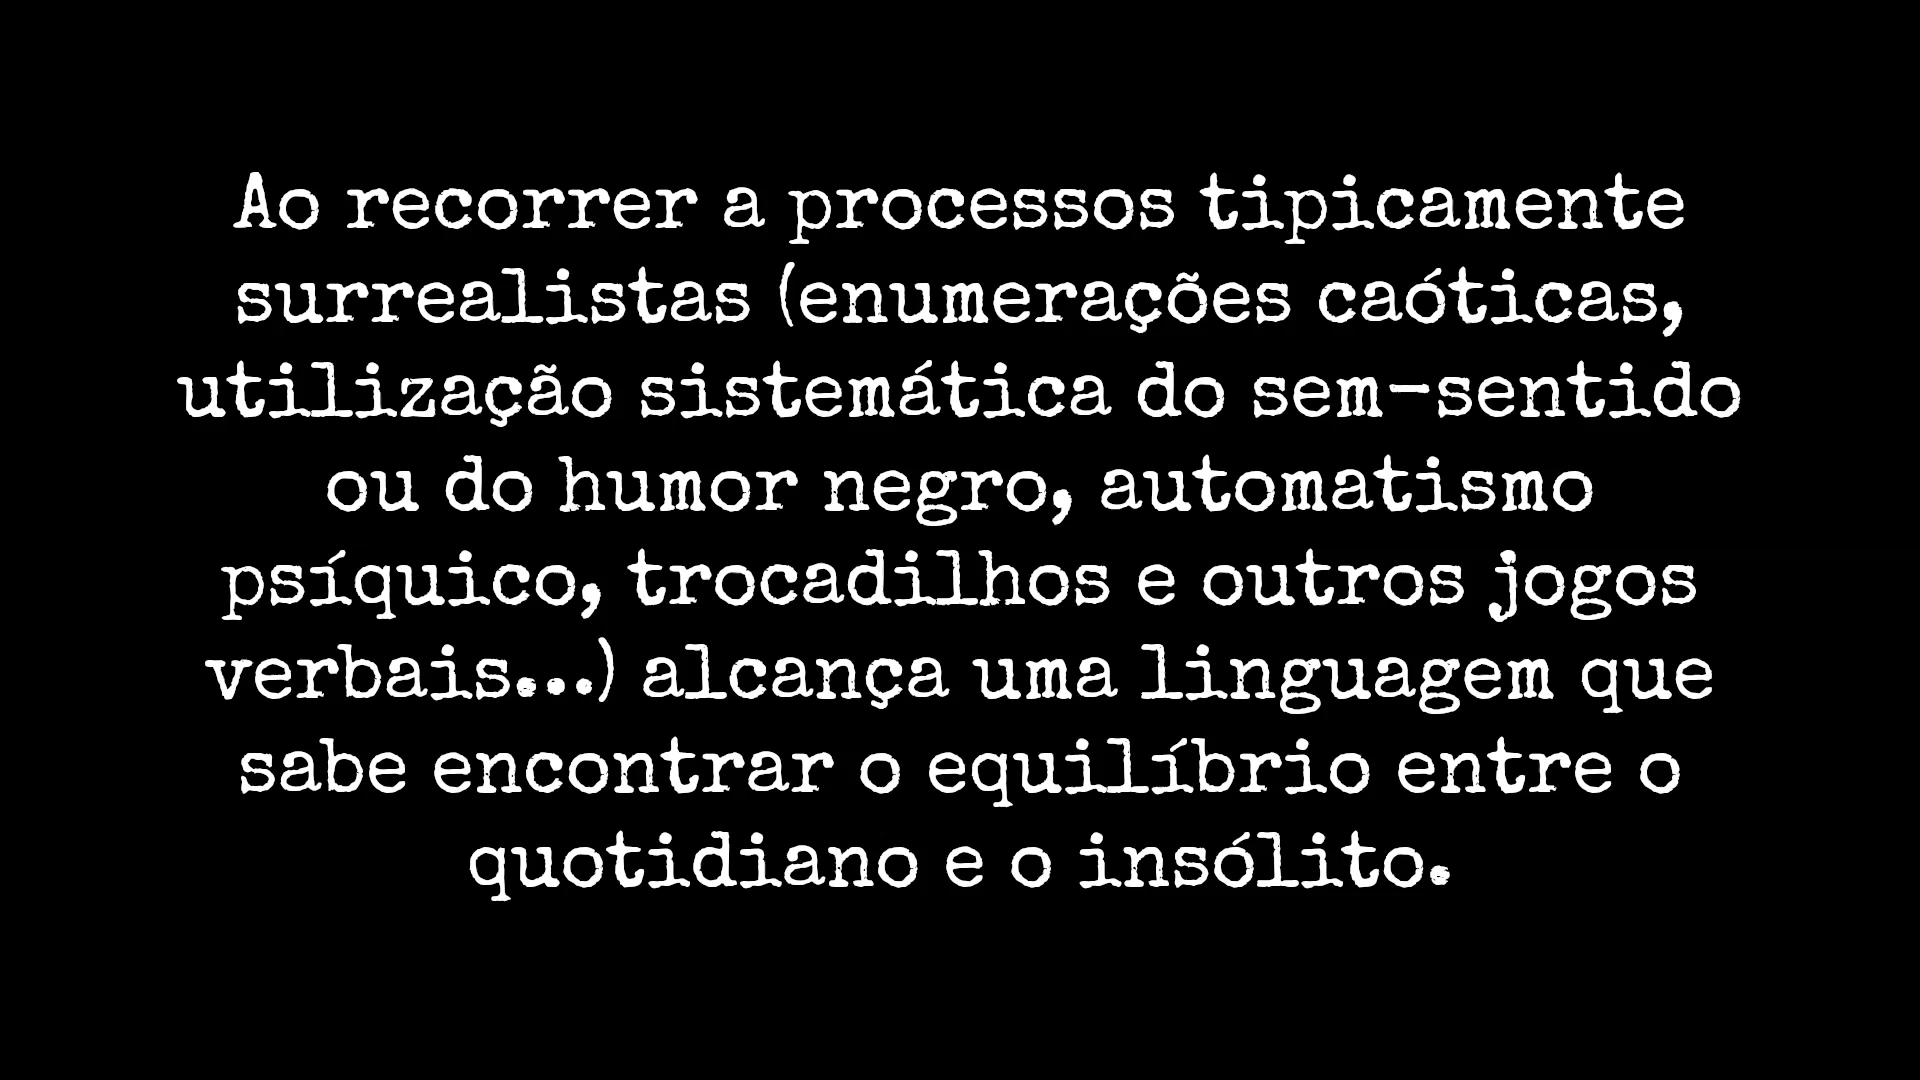 Ao recorrer a processos tipicamente
surrealistas (enumerações caóticas,
utilização sistemática do sem-sentido
ou do humor negro, automatismo
psíquico, trocadilhos e outros jogos
verbais...) alcança uma linguagem que
sabe encontrar o equilíbrio entre o
quotidiano e o insólito.